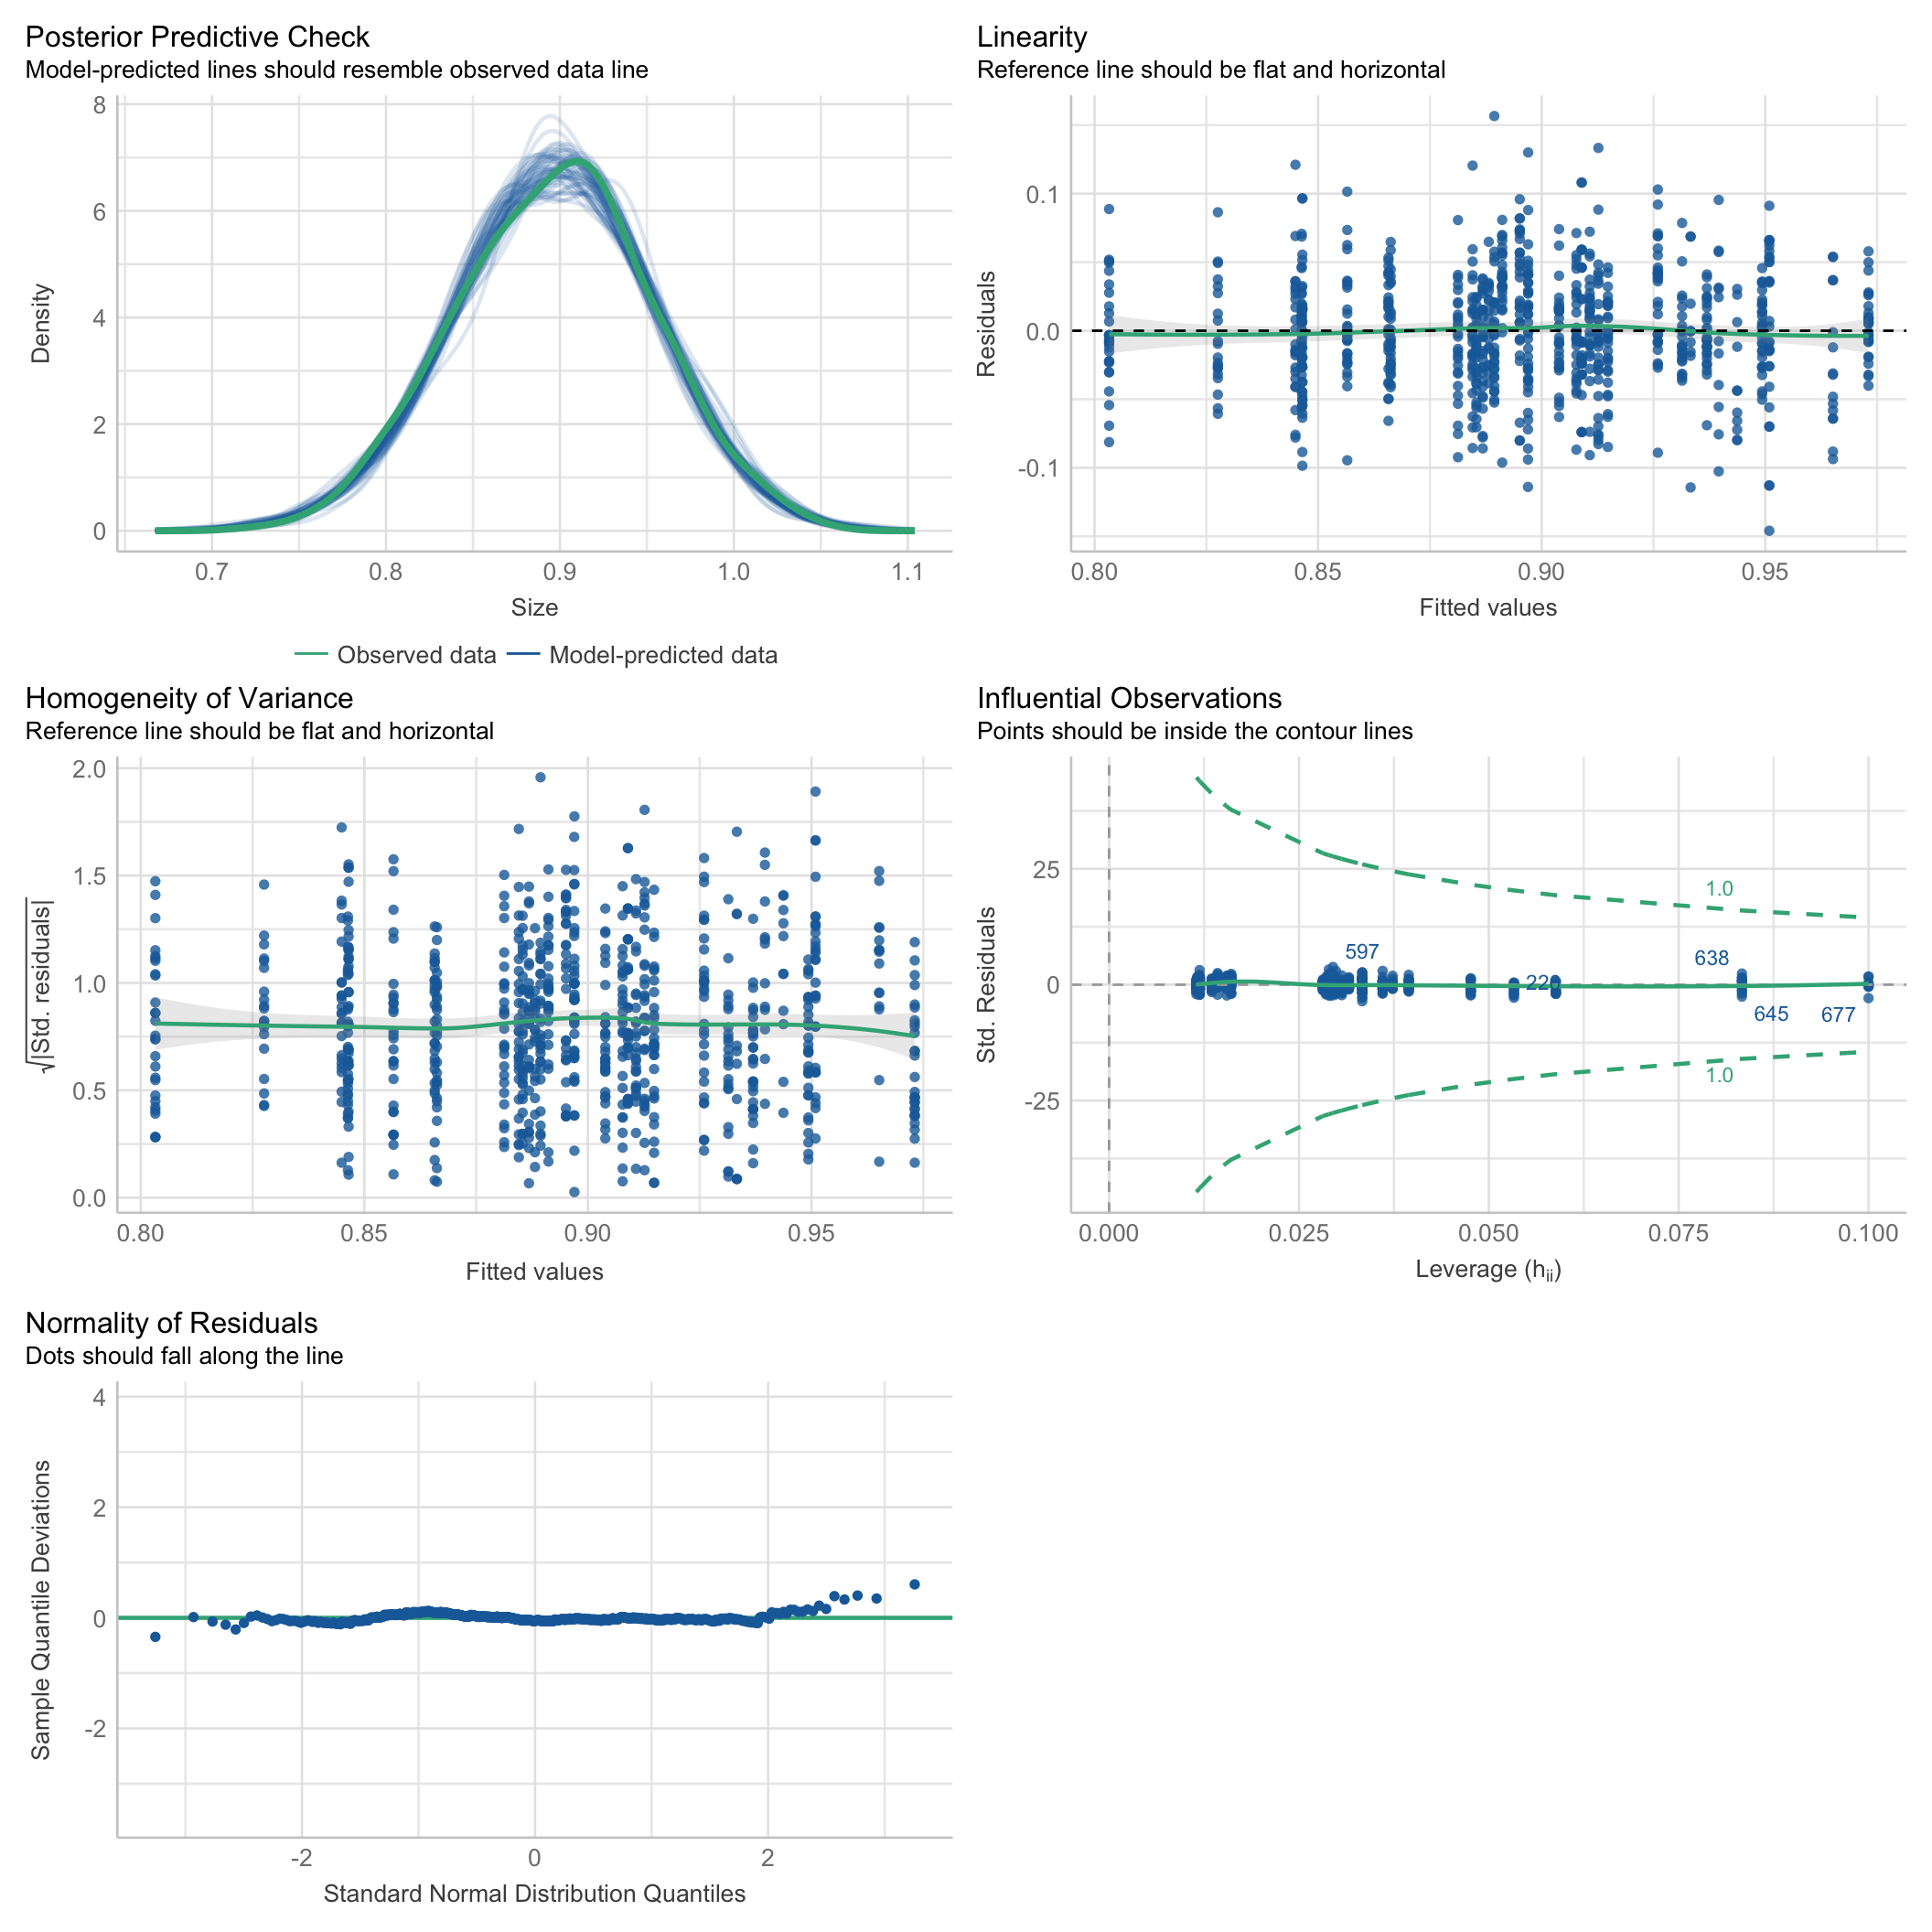 Posterior Predictive Check
Model-predicted lines should resemble observed data line
8
6
4
2
0
Density
0.7
0.8
0.9
1.0
1.1
Size
Observed data
Model-predicted data
Linearity
Reference line should be flat and horizontal
0.1
0.0
-0.1
Residuals
0.80
0.85
0.90
0.95
Fitted values
Homogeneity of Variance
Reference line should be flat and horizontal
2.0
1.5
1.0
0.5
0.0
√|Std. residuals|
0.80
0.85
0.90
0.95
Fitted values
Influential Observations
Points should be inside the contour lines
25
0
-25
Std. Residuals
1.0
597
638
220
645
677
1.0
0.000
0.025
0.050
0.075
0.100
Leverage (hii)
Normality of Residuals
Dots should fall along the line
4
2
0
-2
Sample Quantile Deviations
-2
0
2
Standard Normal Distribution Quantiles